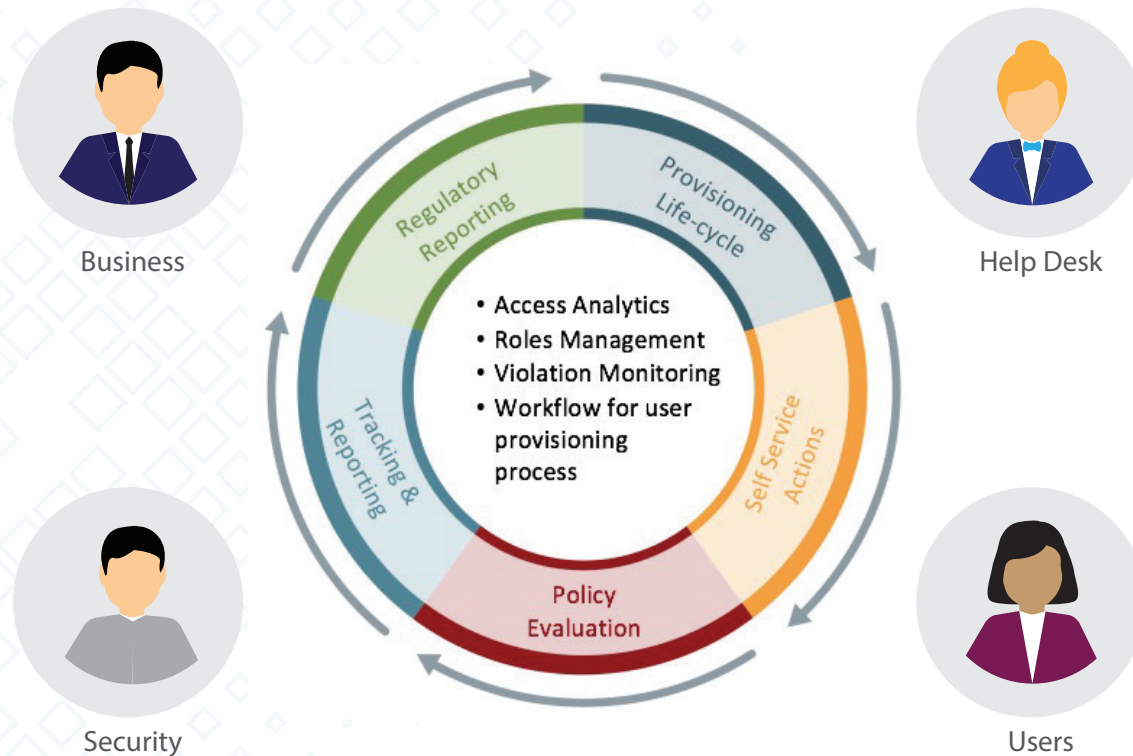 Business
Help Desk
Regulatory
Reporting
Provisioning
Life-cycle
• Access Analytics
• Roles Management
• Violation Monitoring
• Workflow for user
provisioning
process
Tracking &
Reporting
Self Service
Actions
Policy
Evaluation
Security
Users